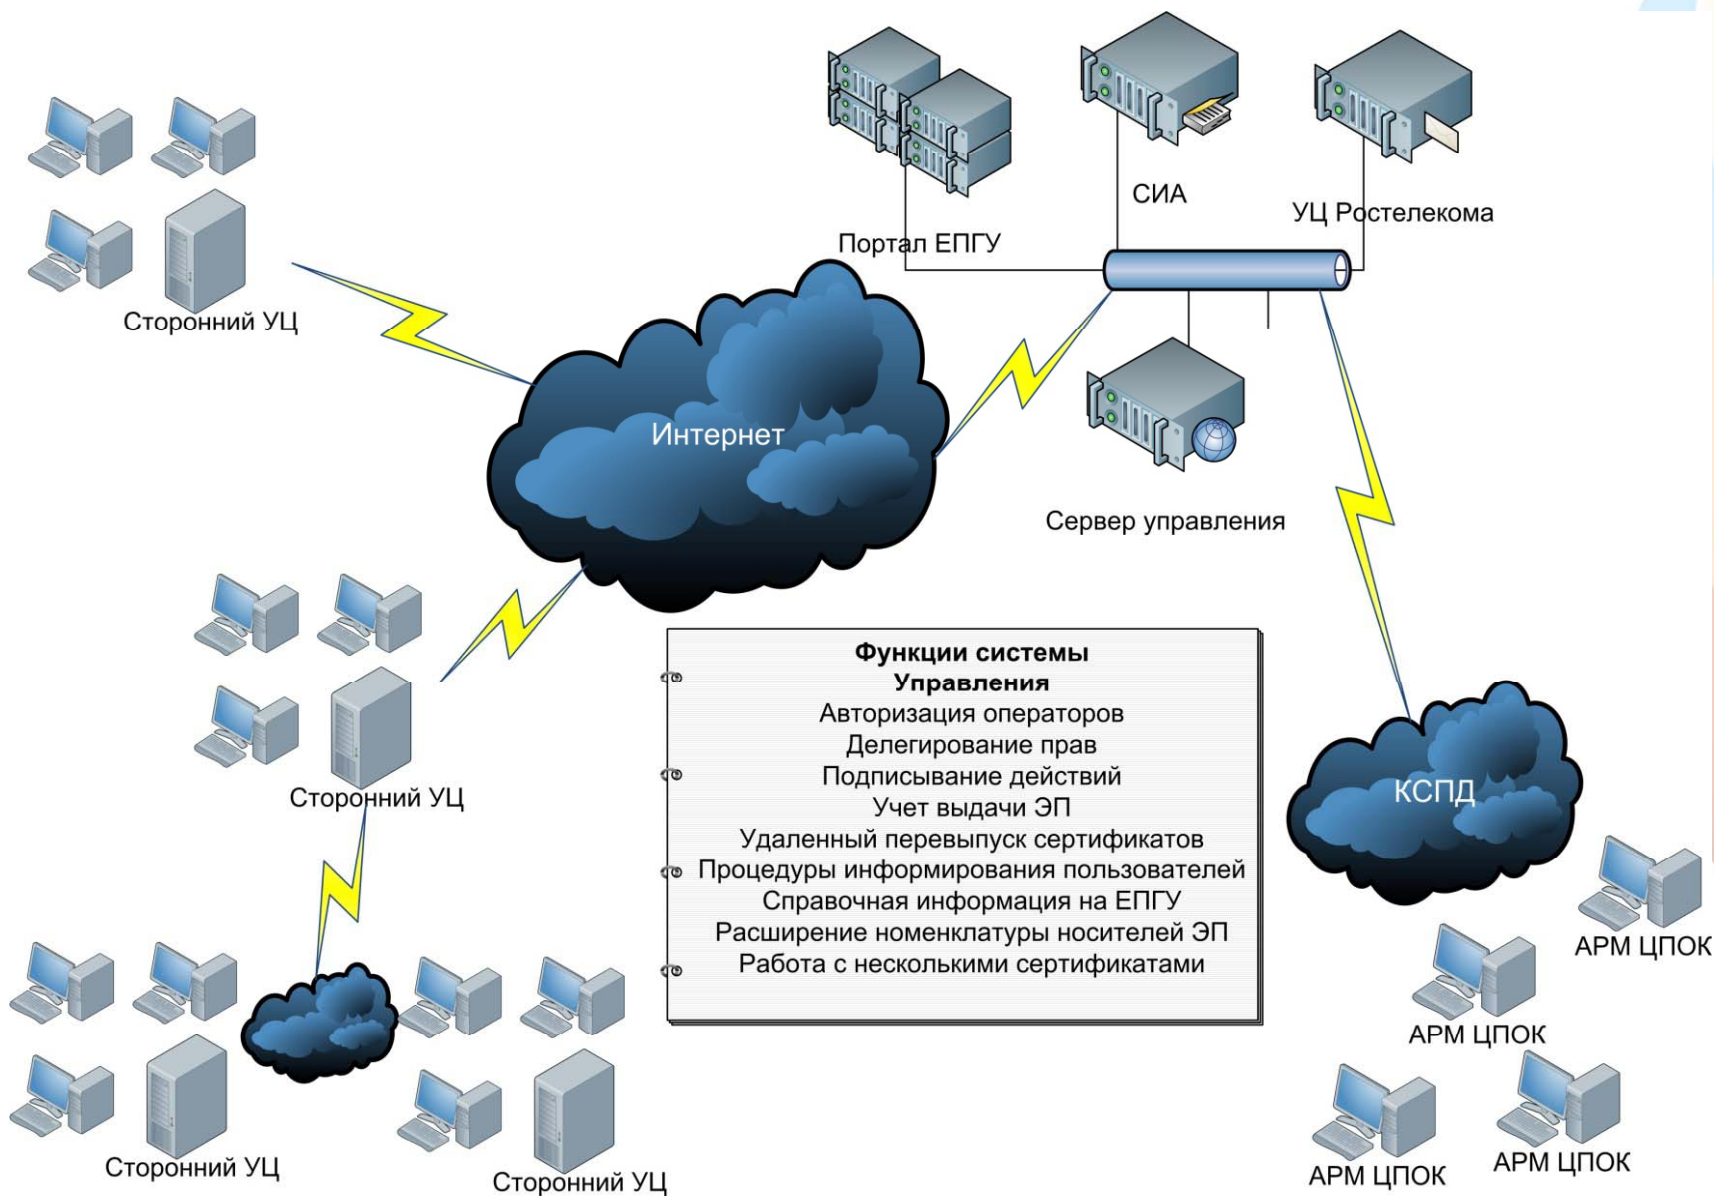 СИА
УЦ Ростелекома
Портал ЕПГУ
Сторонний УЦ
Интернет
Сервер управления
Функции системы
Управления
Авторизация операторов
Делегирование прав
Подписывание действий
Учет выдачи ЭП
Удаленный перевыпуск сертификатов
Процедуры информирования пользователей
Справочная информация на ЕПГУ
Расширение номенклатуры носителей ЭП
Работа с несколькими сертификатами
Сторонний УЦ
КСПД
АРМ ЦПОК
АРМ ЦПОК
АРМ ЦПОК
АРМ ЦПОК
Сторонний УЦ
Сторонний УЦ